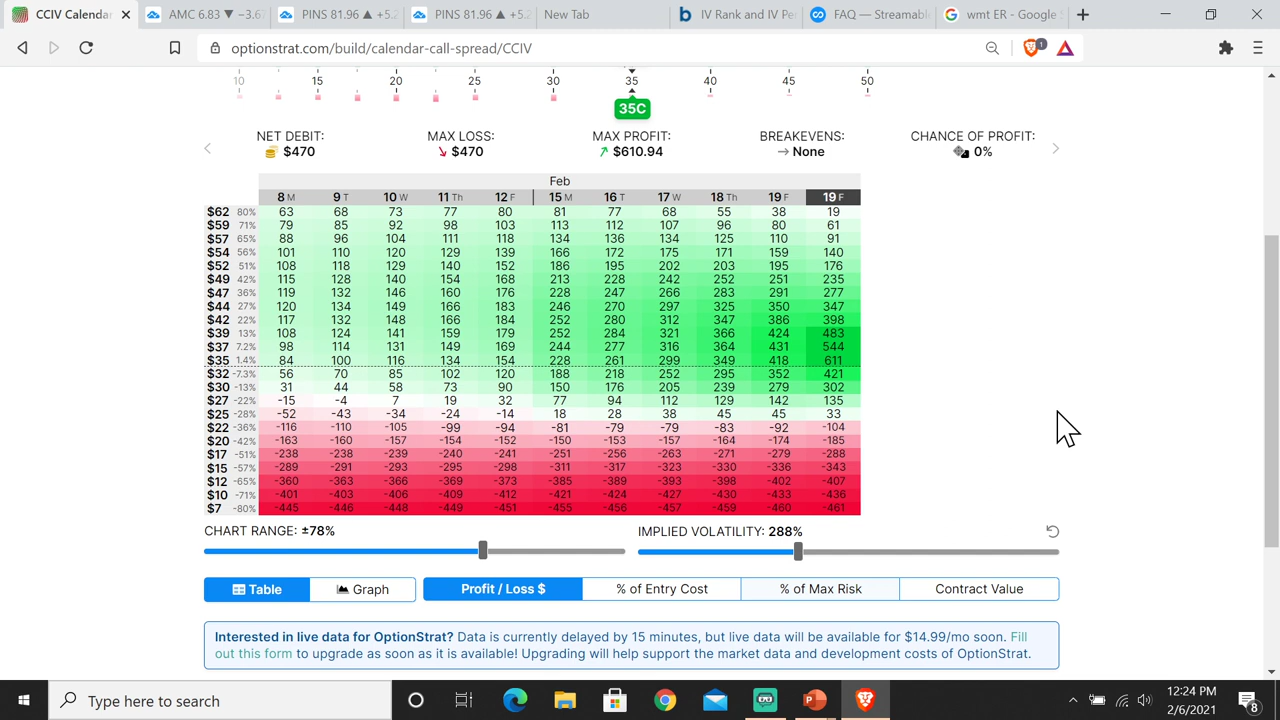 CCIV Calendar
AMC 6.83 ▼ −3.6
PINS 81.96 ▲ +5.2
PINS 81.96 ▲ +5.2
New Tab
IV Rank and IV Pe
FAQ — Streamabl
wmt ER - Google S
optionstrat.com/build/calendar-call-spread/CCIV
1
10 15 20 25 30 35 40 45 50
35C
NET DEBIT: MAX LOSS: MAX PROFIT: BREAKEVENS: CHANCE OF PROFIT:
$470 $470 $610.94 → None 0%
Feb
8 M 9 T 10 W 11 Th 12 F 15 M 16 T 17 W 18 Th 19 F 19 F
$62 80% 63 68 73 77 80 81 77 68 55 38 19
$59 71% 79 85 92 98 103 113 112 107 96 80 61
$57 65% 88 96 104 111 118 134 136 134 125 110 91
$54 56% 101 110 120 129 139 166 172 175 171 159 140
$52 51% 108 118 129 140 152 186 195 202 203 195 176
$49 42% 115 128 140 154 168 213 228 242 252 251 235
$47 36% 119 132 146 160 176 228 247 266 283 291 277
$44 27% 120 134 149 166 183 246 270 297 325 350 347
$42 22% 117 132 148 166 184 252 280 312 347 386 398
$39 13% 108 124 141 159 179 252 284 321 366 424 483
$37 7.2% 98 114 131 149 169 244 277 316 364 431 544
$35 1.4% 84 100 116 134 154 228 261 299 349 418 611
$32 -7.3% 56 70 85 102 120 188 218 252 295 352 421
$30 -13% 31 44 58 73 90 150 176 205 239 279 302
$27 -22% -15 -4 7 19 32 77 94 112 129 142 135
$25 -28% -52 -43 -34 -24 -14 18 28 38 45 45 33
$22 -36% -116 -110 -105 -99 -94 -81 -79 -79 -83 -92 -104
$20 -42% -163 -160 -157 -154 -152 -150 -153 -157 -164 -174 -185
$17 -51% -238 -238 -239 -240 -241 -251 -256 -263 -271 -279 -288
$15 -57% -289 -291 -293 -295 -298 -311 -317 -323 -330 -336 -343
$12 -65% -360 -363 -366 -369 -373 -385 -389 -393 -398 -402 -407
$10 -71% -401 -403 -406 -409 -412 -421 -424 -427 -430 -433 -436
$7 -80% -445 -446 -448 -449 -451 -455 -456 -457 -459 -460 -461
CHART RANGE: ±78% IMPLIED VOLATILITY: 288%
Table Graph Profit / Loss $ % of Entry Cost % of Max Risk Contract Value
Interested in live data for OptionStrat? Data is currently delayed by 15 minutes, but live data will be available for $14.99/mo soon. Fill
out this form to upgrade as soon as it is available! Upgrading will help support the market data and development costs of OptionStrat.
Type here to search
12:24 PM
2/6/2021
8